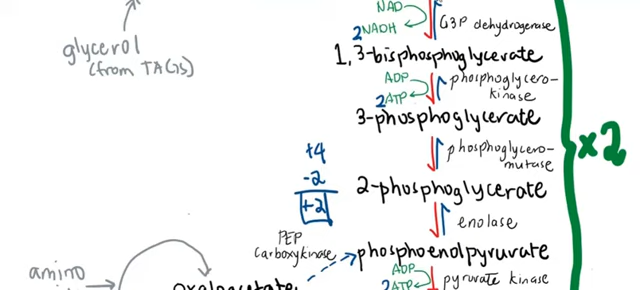 NAD
2NADH
G3P dehydrogenase
glycerol
(from TAGs)
1,3-bisphosphoglycerate
ADP
2ATP
phosphoglycero-
kinase
3-phosphoglycerate
x2
+4
-2
+2
phosphoglycero-
mutase
2-phosphoglycerate
enolase
PEP
Carboxykinase
phosphoenolpyruvate
amino
oxaloacetate
ADP
2ATP
pyruvate kinase